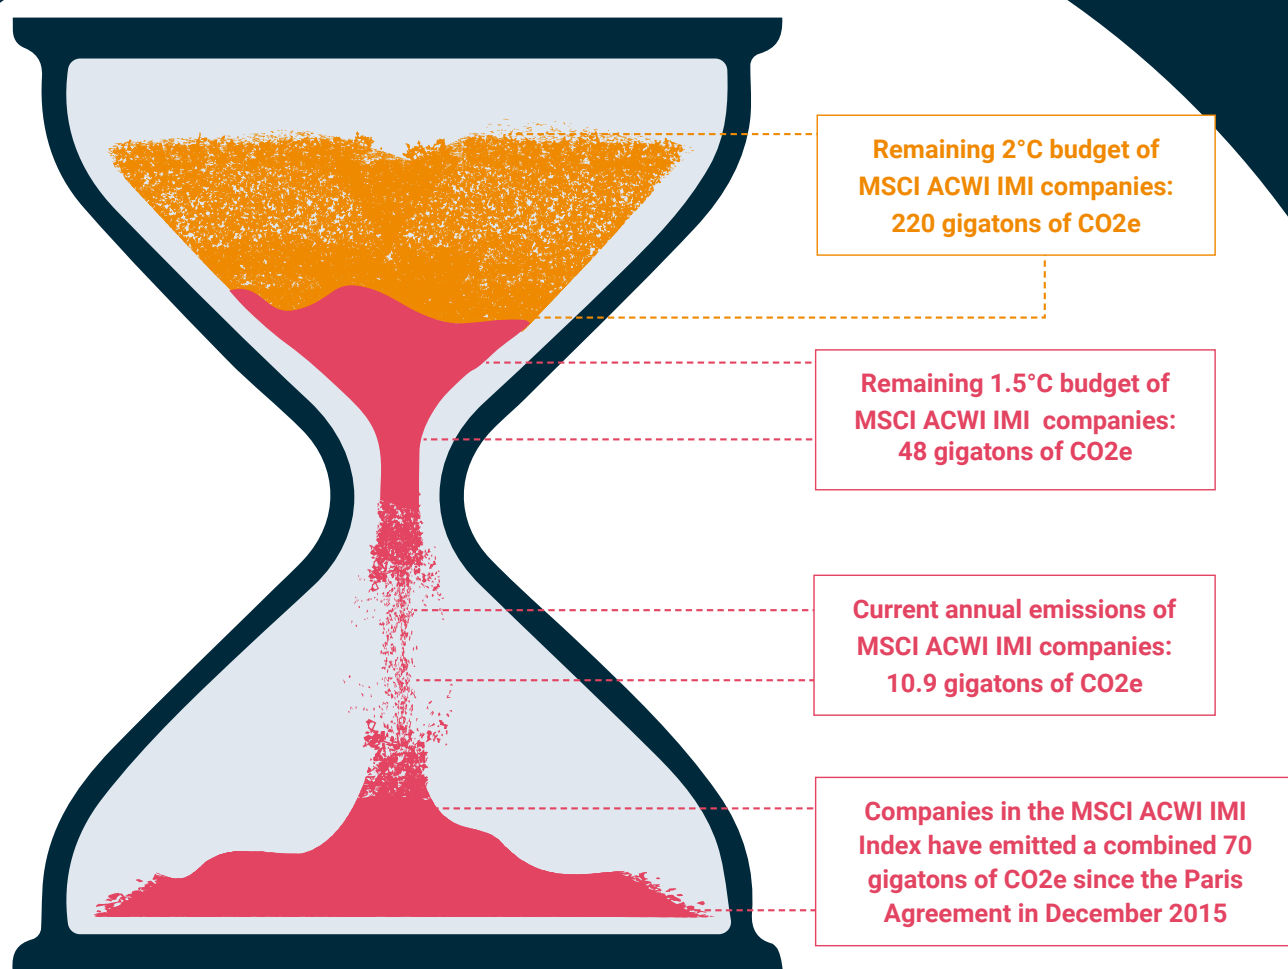 Remaining 2°C budget of
MSCI ACWI IMI companies:
220 gigatons of CO2e
Remaining 1.5°C budget of
MSCI ACWI IMI  companies:
48 gigatons of CO2e
Current annual emissions of
MSCI ACWI IMI companies:
10.9 gigatons of CO2e
Companies in the MSCI ACWI IMI
Index have emitted a combined 70
gigatons of CO2e since the Paris
Agreement in December 2015